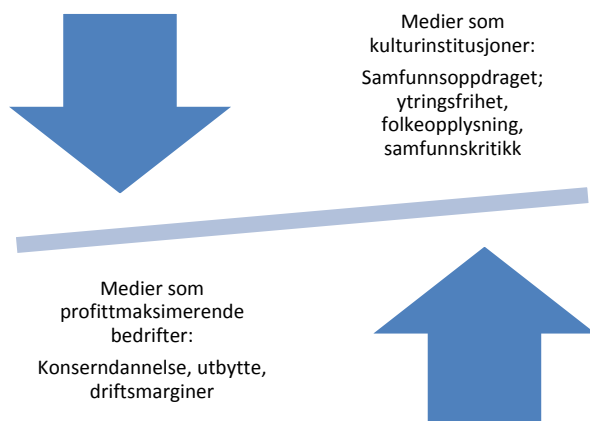 Medier som
kulturinstitusjoner:
Samfunnsoppdraget;
ytringsfrihet,
folkeopplysning,
samfunnskritikk
Medier som
profittmaksimerende
bedrifter:
Konserndannelse, utbytte,
driftsmarginer